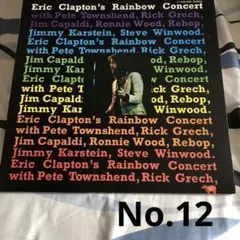 Eric Clapton's Rainbow Concert
with Pete Townshend, Rick Grech,
Jim Capaldi, Ronnie Wood, Rebop,
Jimmy Karstein, Steve Winwood.
Eric Clapton's Rainbow Concert
with Pete Townshend, Rick Grech,
Jim Capaldi, Ronnie Wood, Rebop,
Jimmy Karstein, Steve Winwood.
Eric Clapton's Rainbow Concert
with Pete Townshend, Rick Grech,
Jim Capaldi, Rebop,
Jimmy Kar Winwood.
Eric Clapton's Rainbow Concert
with Pete Townshend, Rick Grech,
Jim Capaldi, Ronnie Wood, Rebop,
Jimmy Karstein, Steve Winwood.
Eric Clapton's Rainbow Concert
with Pete Townshend, Rick Grech,
No.12